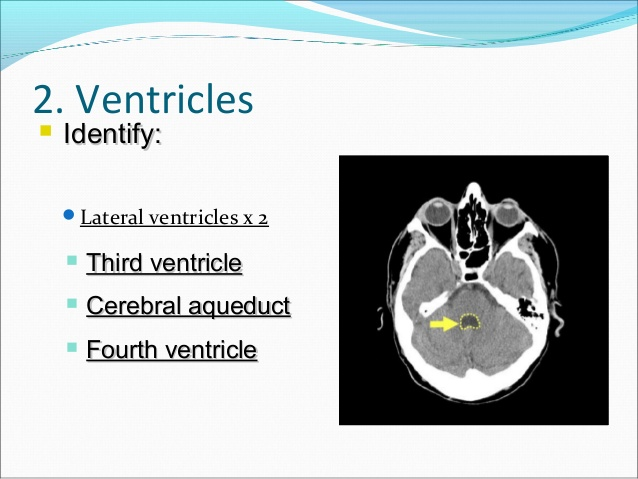 2. Ventricles
Identify:
Lateral ventricles x 2
Third ventricle
Cerebral aqueduct
Fourth ventricle